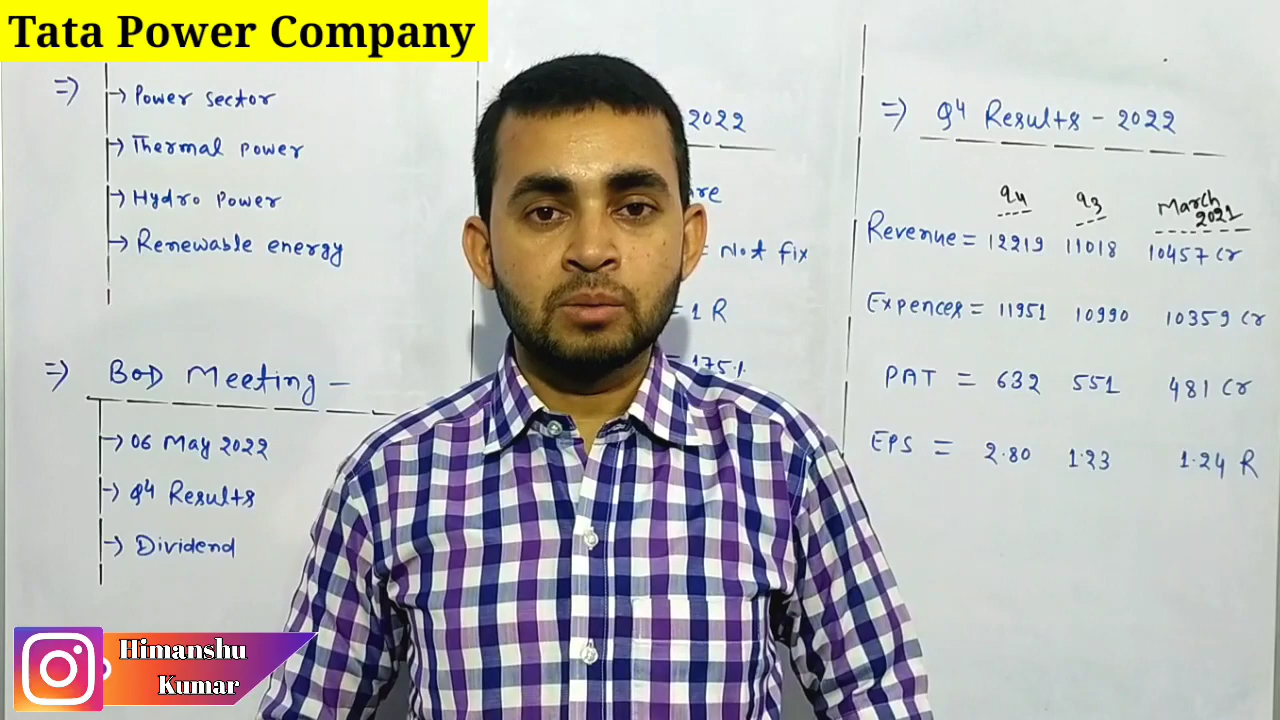 Tata Power Company
=> -> Power sector
-> Thermal power
-> Hydro Power
-> Renewable energy
=> BOD Meeting -
-> 06 May 2022
-> Q4 Results
-> Dividend
2022
= Not fix
= 1 R
= 175%
=> Q4 Results - 2022
Q4 Q3 March 2021
Revenue = 12219 11018 10457 Cr
Expences = 11951 10990 10359 Cr
PAT = 632 551 481 Cr
EPS = 2.80 1.23 1.24 R
Himanshu
Kumar